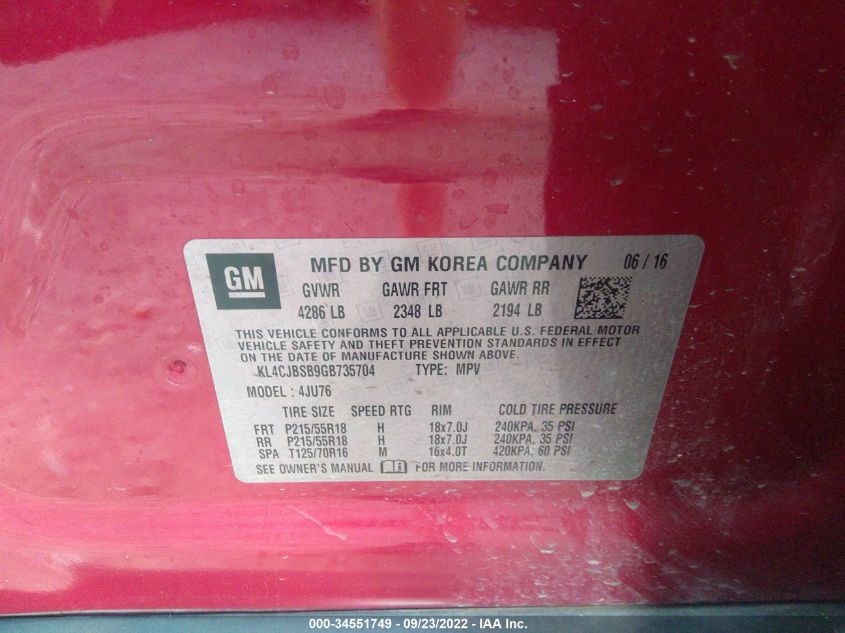 GM MFD BY GM KOREA COMPANY 06 / 16
GVWR GAWR FRT GAWR RR
4286 LB 2348 LB 2194 LB
THIS VEHICLE CONFORMS TO ALL APPLICABLE U.S. FEDERAL MOTOR
VEHICLE SAFETY AND THEFT PREVENTION STANDARDS IN EFFECT
ON THE DATE OF MANUFACTURE SHOWN ABOVE.
KL4CJBSB9GB735704 TYPE: MPV
MODEL : 4JU76
TIRE SIZE SPEED RTG RIM COLD TIRE PRESSURE
FRT P215/55R18 H 18x7.0J 240KPA, 35 PSI
RR P215/55R18 H 18x7.0J 240KPA, 35 PSI
SPA T125/70R16 M 16x4.0T 420KPA, 60 PSI
SEE OWNER'S MANUAL FOR MORE INFORMATION.
000-34551749 - 09/23/2022 - IAA Inc.